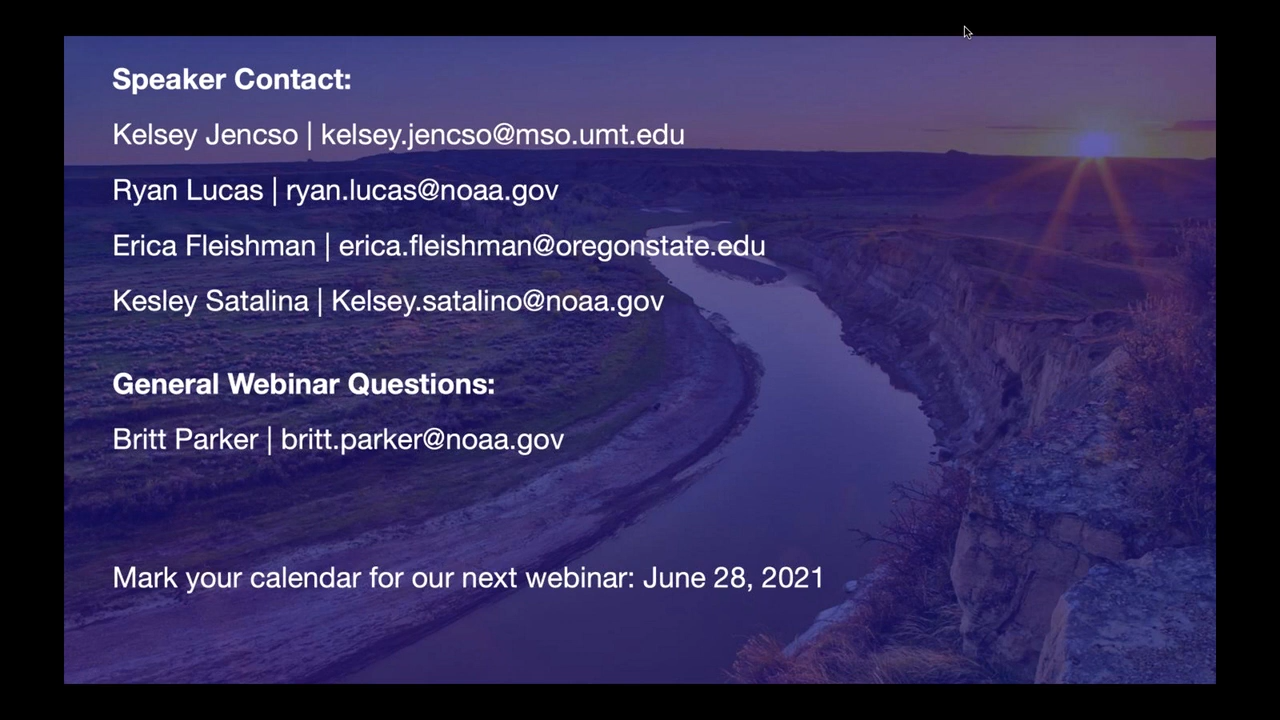 Speaker Contact:
Kelsey Jencso | kelsey.jencso@mso.umt.edu
Ryan Lucas | ryan.lucas@noaa.gov
Erica Fleishman | erica.fleishman@oregonstate.edu
Kesley Satalina | Kelsey.satalino@noaa.gov
General Webinar Questions:
Britt Parker | britt.parker@noaa.gov
Mark your calendar for our next webinar: June 28, 2021